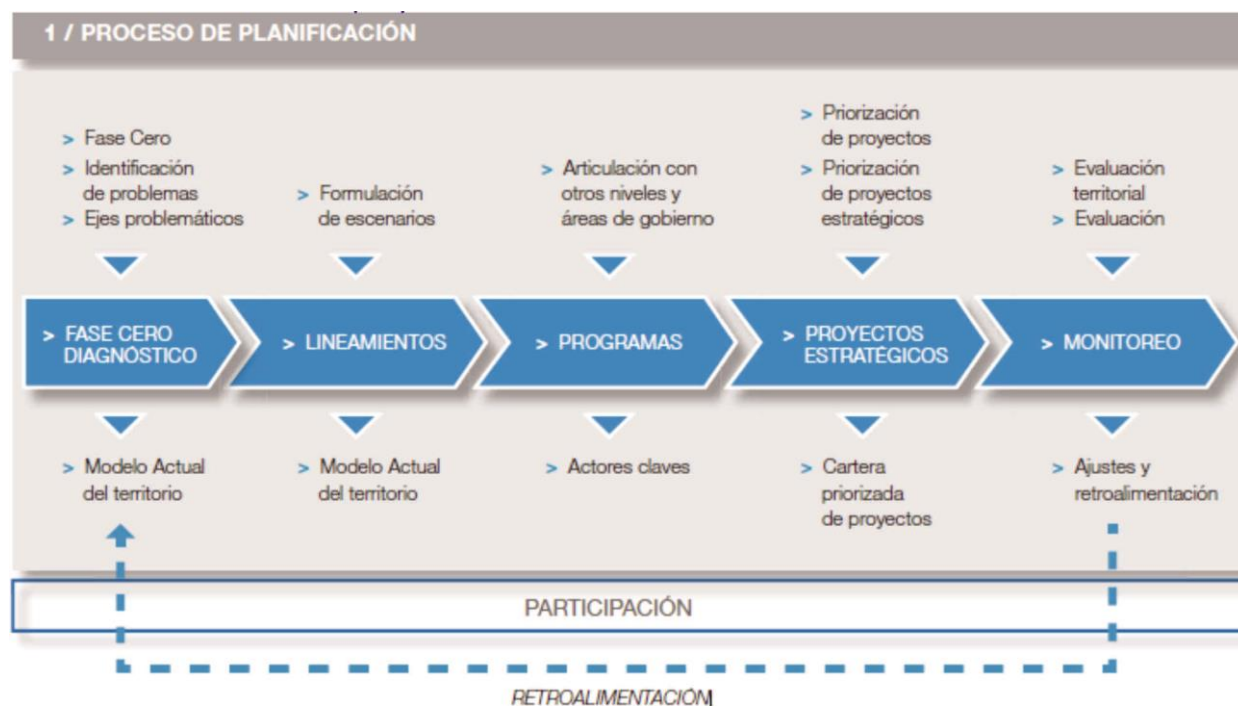 1 / PROCESO DE PLANIFICACIÓN
> Fase Cero
> Identificación
de problemas
> Ejes problemáticos
> Formulación
de escenarios
> Articulación con
otros niveles y
áreas de gobierno
> Priorización
de proyectos
> Priorización
de proyectos
estratégicos
> Evaluación
territorial
> Evaluación
> FASE CERO
DIAGNÓSTICO
> LINEAMIENTOS
> PROGRAMAS
> PROYECTOS
ESTRATÉGICOS
> MONITOREO
> Modelo Actual
del territorio
> Modelo Actual
del territorio
> Actores claves
> Cartera
priorizada
de proyectos
> Ajustes y
retroalimentación
PARTICIPACIÓN
RETROALIMENTACIÓN